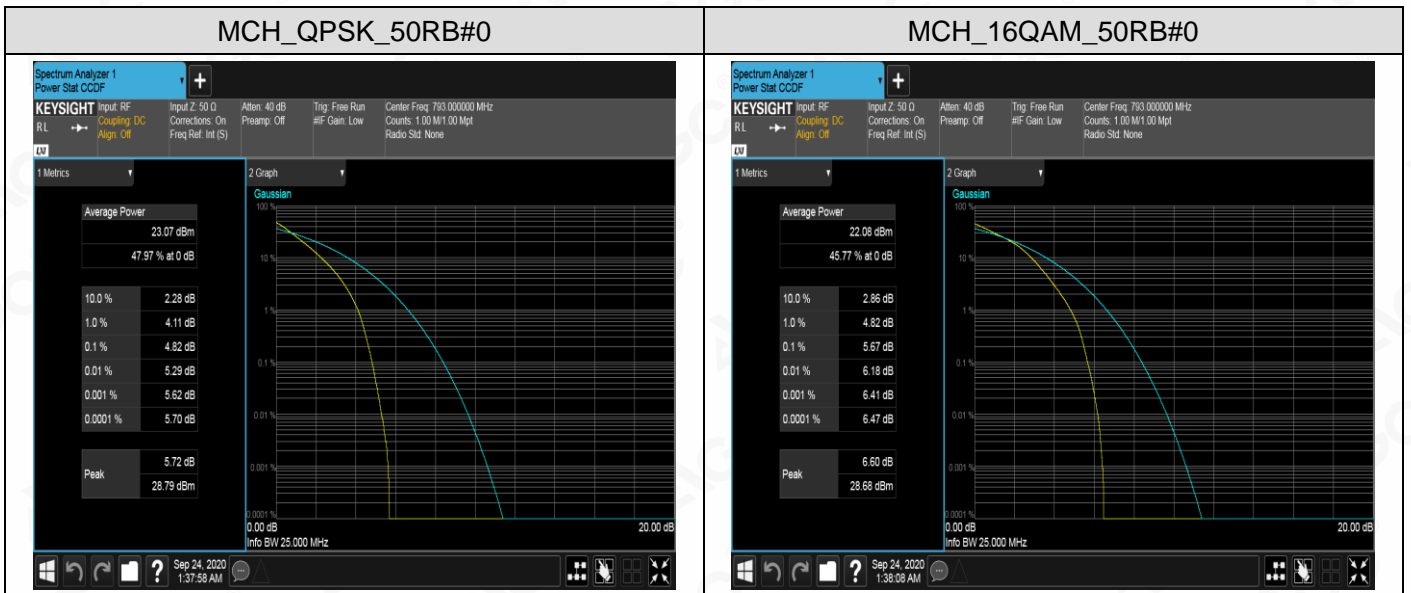 MCH_QPSK_50RB#0
Spectrum Analyzer 1
Power Stat CCDF
+
KEYSIGHT
RL
LXI
Input: RF
Coupling: DC
Align: Off
Input Z: 50 Ω
Corrections: On
Freq Ref: Int (S)
Atten: 40 dB
Preamp: Off
Trig: Free Run
#IF Gain: Low
Center Freq: 793.000000 MHz
Counts: 1.00 M/1.00 Mpt
Radio Std: None
1 Metrics
Average Power
23.07 dBm
47.97 % at 0 dB
10.0 % 2.28 dB
1.0 % 4.11 dB
0.1 % 4.82 dB
0.01 % 5.29 dB
0.001 % 5.62 dB
0.0001 % 5.70 dB
Peak
5.72 dB
28.79 dBm
2 Graph
Gaussian
100 %
10 %
1 %
0.1 %
0.01 %
0.001 %
0.0001 %
0.00 dB 20.00 dB
Info BW 25.000 MHz
?
Sep 24, 2020
1:37:58 AM
MCH_16QAM_50RB#0
Spectrum Analyzer 1
Power Stat CCDF
+
KEYSIGHT
RL
LXI
Input: RF
Coupling: DC
Align: Off
Input Z: 50 Ω
Corrections: On
Freq Ref: Int (S)
Atten: 40 dB
Preamp: Off
Trig: Free Run
#IF Gain: Low
Center Freq: 793.000000 MHz
Counts: 1.00 M/1.00 Mpt
Radio Std: None
1 Metrics
Average Power
22.08 dBm
45.77 % at 0 dB
10.0 % 2.86 dB
1.0 % 4.82 dB
0.1 % 5.67 dB
0.01 % 6.18 dB
0.001 % 6.41 dB
0.0001 % 6.47 dB
Peak
6.60 dB
28.68 dBm
2 Graph
Gaussian
100 %
10 %
1 %
0.1 %
0.01 %
0.001 %
0.0001 %
0.00 dB 20.00 dB
Info BW 25.000 MHz
?
Sep 24, 2020
1:38:08 AM